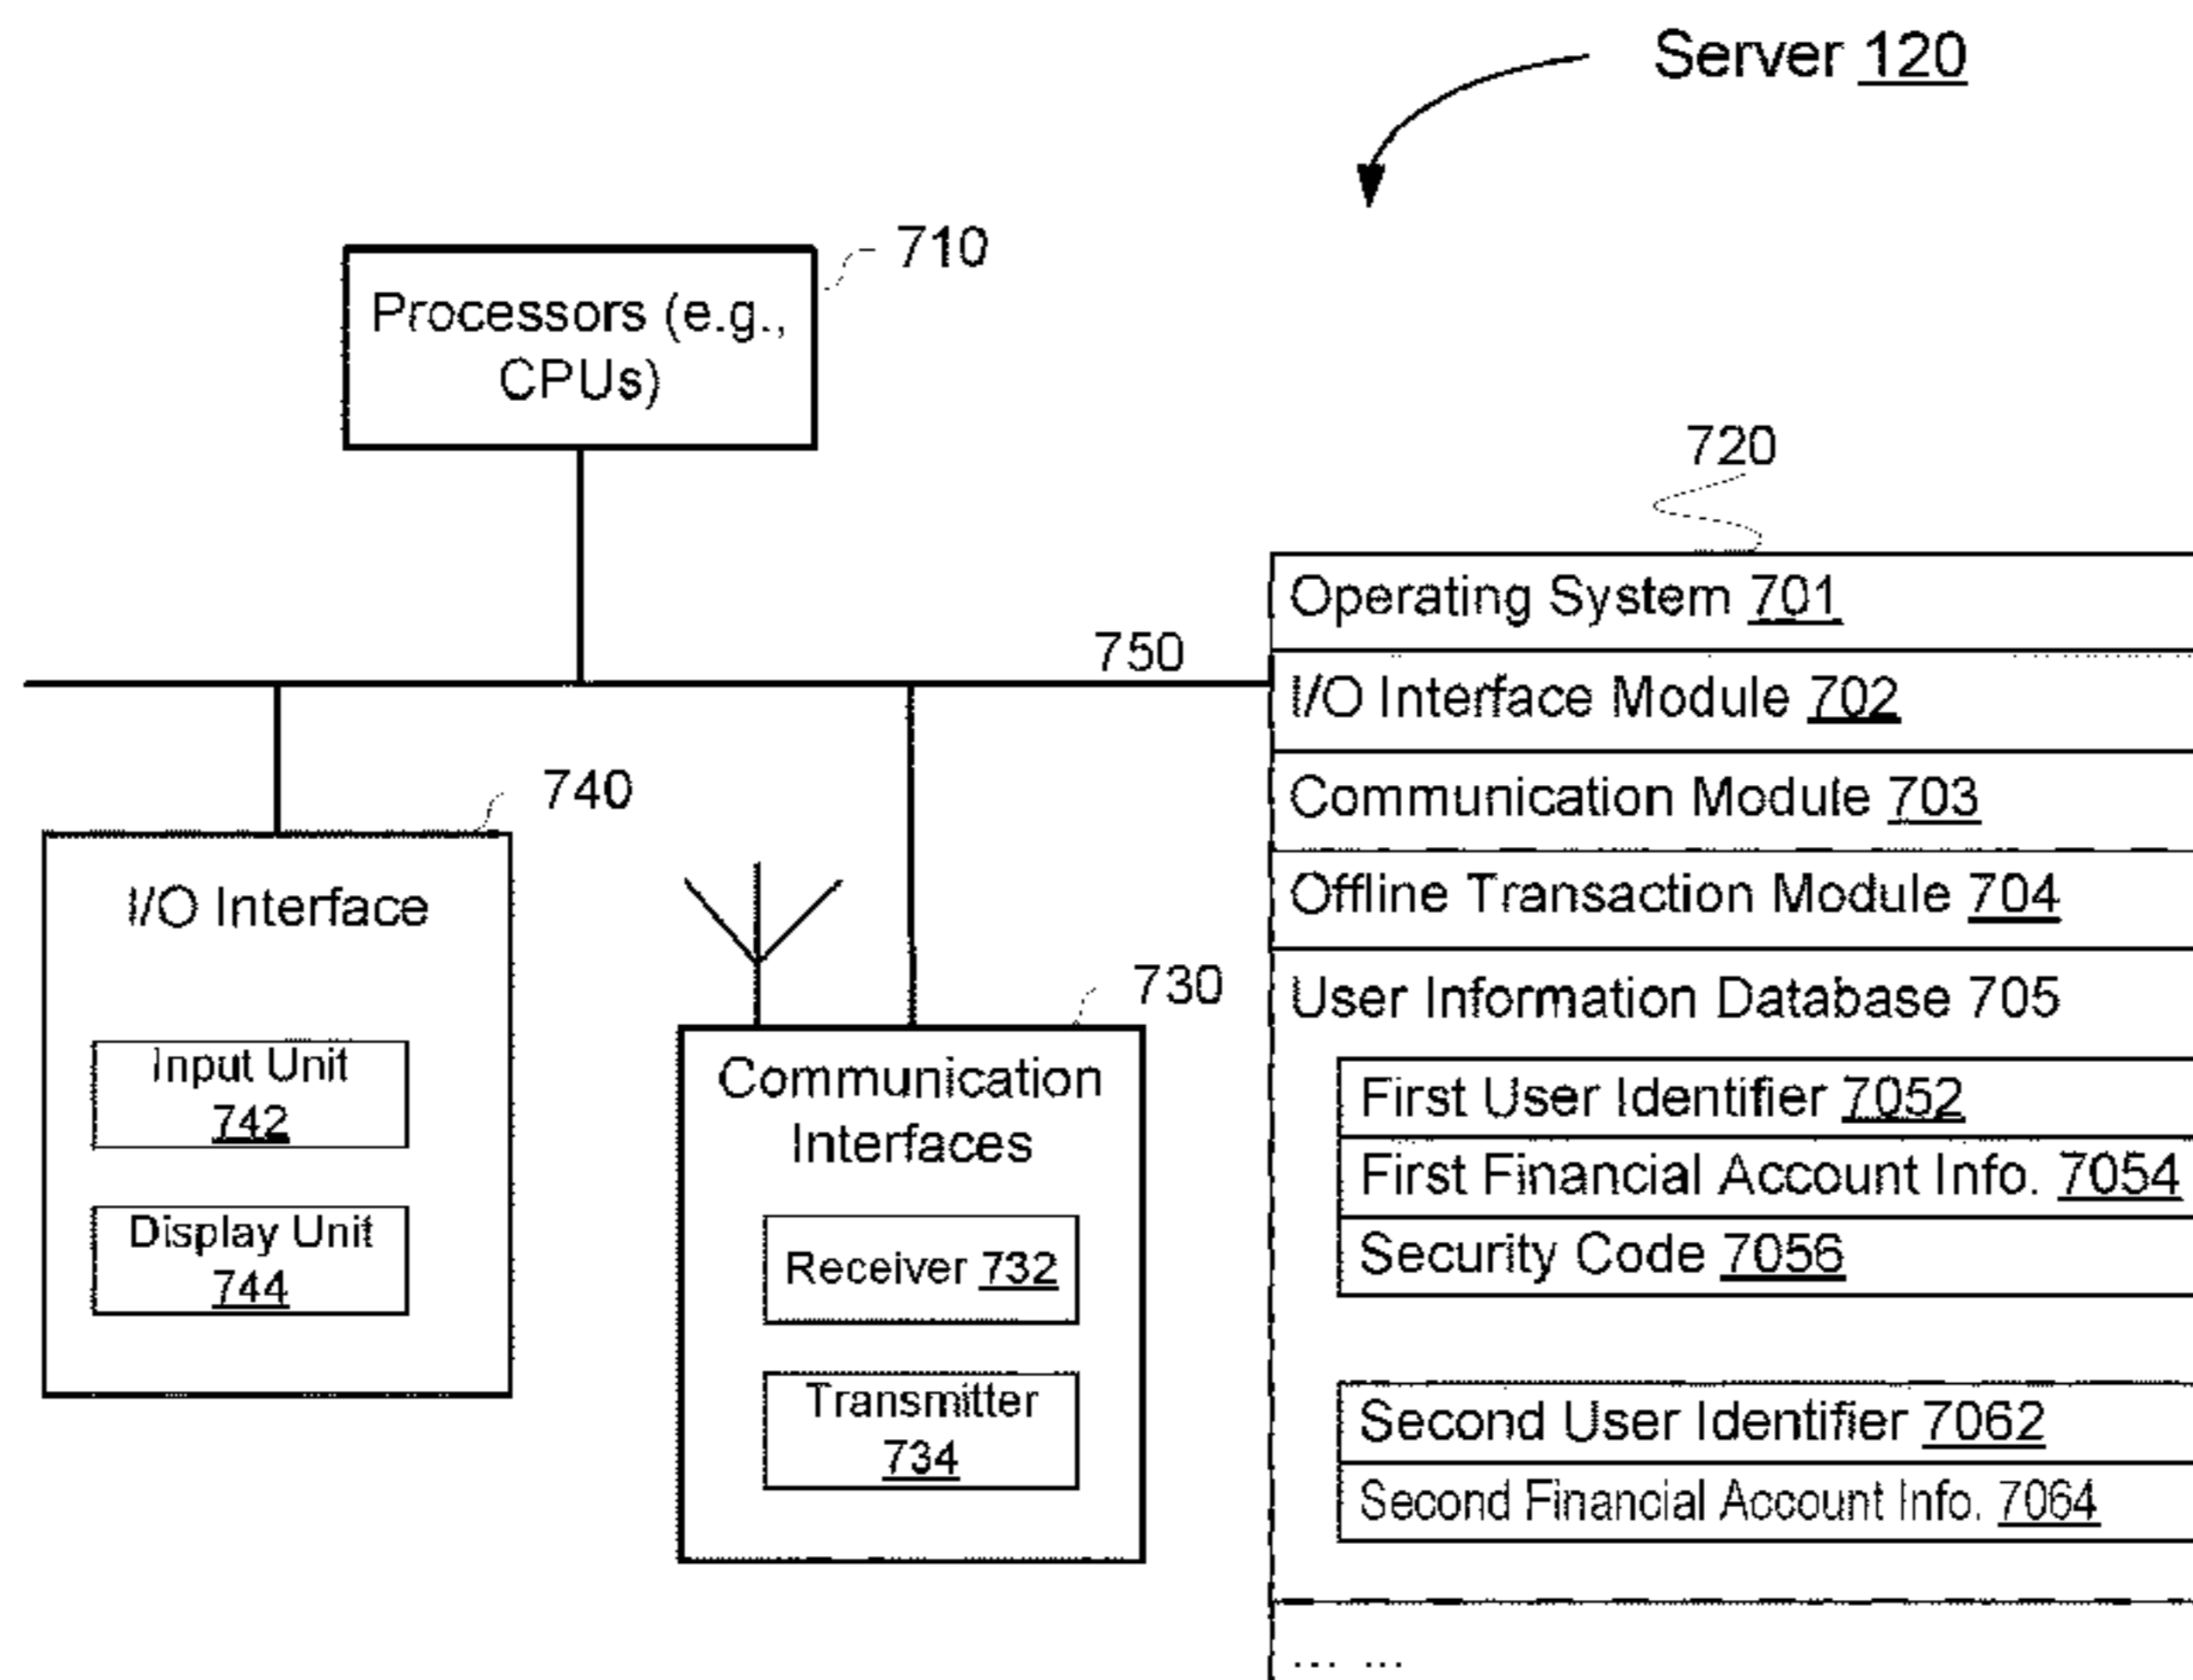 Server 120
710
Processors (e.g.,
CPUs)
720
750
Operating System 701
I/O Interface Module 702
Communication Module 703
Offline Transaction Module 704
User Information Database 705
First User Identifier 7052
First Financial Account Info. 7054
Security Code 7056
Second User Identifier 7062
Second Financial Account Info. 7064
... ...
740
I/O Interface
Input Unit
742
Display Unit
744
730
Communication
Interfaces
Receiver 732
Transmitter
734